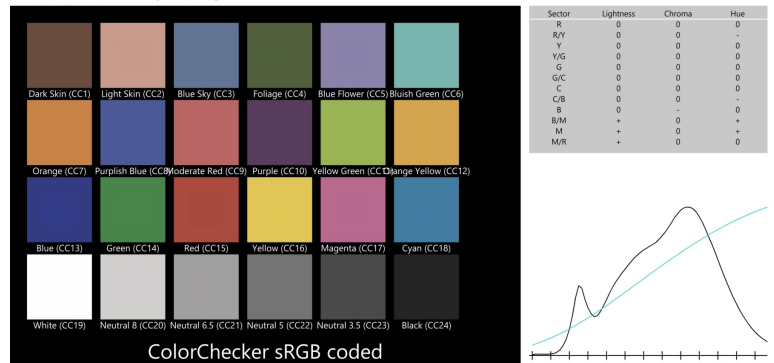 Dark Skin (CC1) Light Skin (CC2) Blue Sky (CC3) Foliage (CC4) Blue Flower (CC5) Bluish Green (CC6)
Orange (CC7) Purplish Blue (CC8) Moderate Red (CC9) Purple (CC10) Yellow Green (CC11) Orange Yellow (CC12)
Blue (CC13) Green (CC14) Red (CC15) Yellow (CC16) Magenta (CC17) Cyan (CC18)
White (CC19) Neutral 8 (CC20) Neutral 6.5 (CC21) Neutral 5 (CC22) Neutral 3.5 (CC23) Black (CC24)
ColorChecker sRGB coded
Sector Lightness Chroma Hue
R 0 0 0
R/Y 0 0 -
Y 0 0 0
Y/G 0 0 0
G 0 0 0
G/C 0 0 0
C 0 0 0
C/B 0 0 -
B 0 - 0
B/M + 0 +
M + 0 +
M/R + 0 0